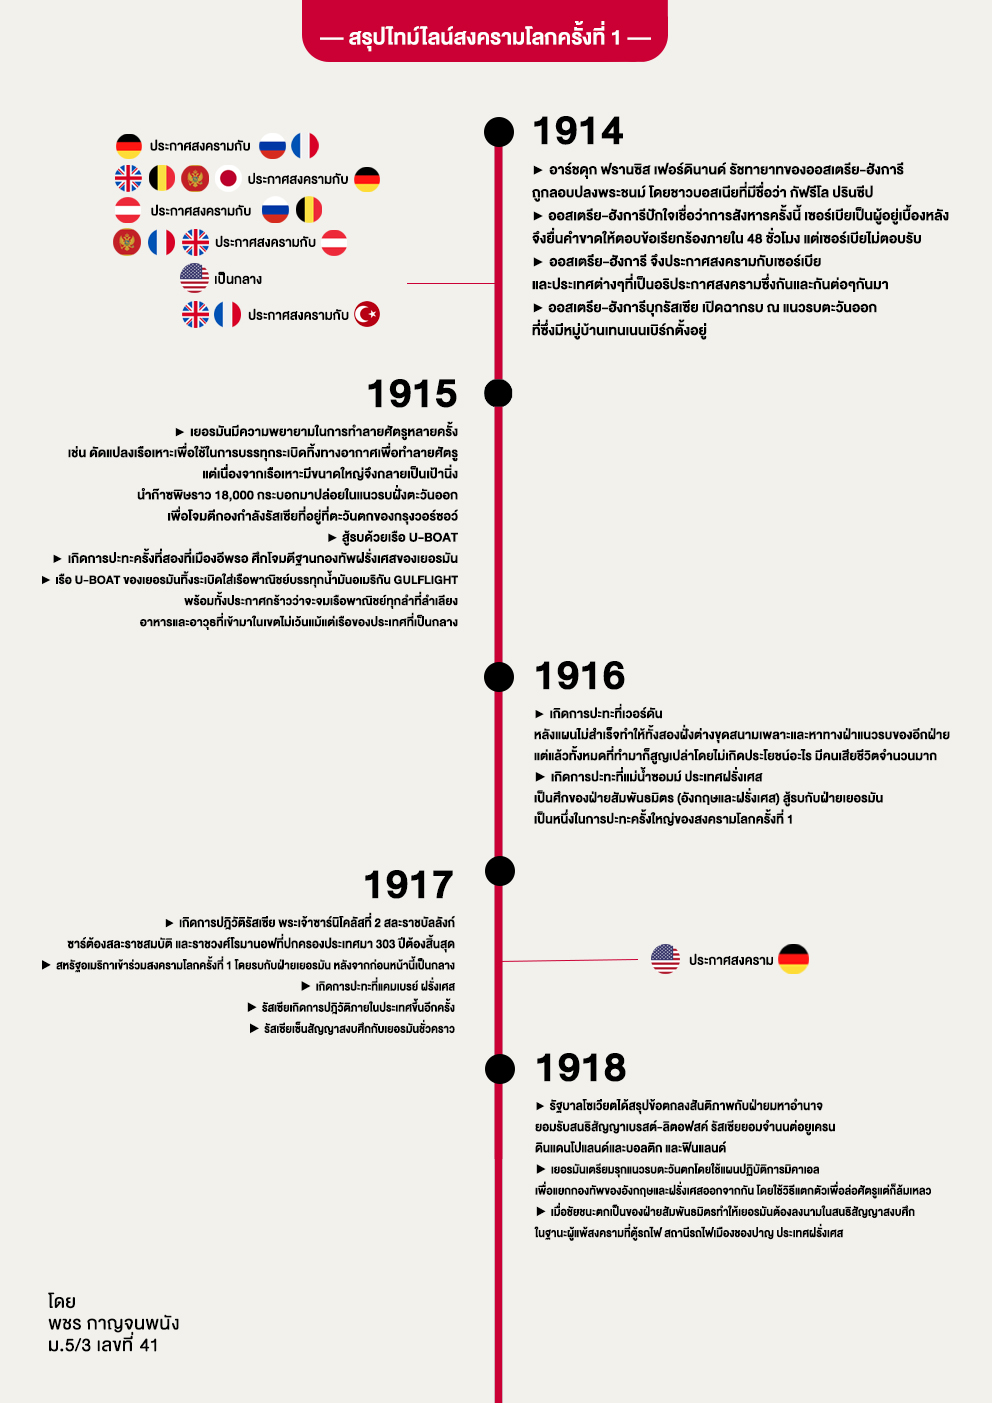 — สรุปไทม์ไลน์สงครามโลกครั้งที่ 1 —
ประกาศสงครามกับ
ประกาศสงครามกับ
ประกาศสงครามกับ
ประกาศสงครามกับ
เป็นกลาง
ประกาศสงครามกับ
1914
► อาร์ชดุก ฟรานซิส เฟอร์ดินานด์ รัชทายาทของออสเตรีย-ฮังการี
ถูกลอบปลงพระชนม์ โดยชาวบอสเนียที่มีชื่อว่า กัฟรีโล ปรินซีป
► ออสเตรีย-ฮังการีปักใจเชื่อว่าการสังหารครั้งนี้ เซอร์เบียเป็นผู้อยู่เบื้องหลัง
จึงยื่นคำขาดให้ตอบข้อเรียกร้องภายใน 48 ชั่วโมง แต่เซอร์เบียไม่ตอบรับ
► ออสเตรีย-ฮังการี จึงประกาศสงครามกับเซอร์เบีย
และประเทศต่างๆที่เป็นอริประกาศสงครามซึ่งกันและกันต่อๆกันมา
► ออสเตรีย-ฮังการีบุกรัสเซีย เปิดฉากรบ ณ แนวรบตะวันออก
ที่ซึ่งมีหมู่บ้านเทนเนนเบิร์กตั้งอยู่
1915
► เยอรมันมีความพยายามในการทำลายศัตรูหลายครั้ง
เช่น ดัดแปลงเรือเหาะเพื่อใช้ในการบรรทุกระเบิดทิ้งทางอากาศเพื่อทำลายศัตรู
แต่เนื่องจากเรือเหาะมีขนาดใหญ่จึงกลายเป็นเป้านิ่ง
นำก๊าซพิษราว 18,000 กระบอกมาปล่อยในแนวรบฝั่งตะวันออก
เพื่อโจมตีกองกำลังรัสเซียที่อยู่ที่ตะวันตกของกรุงวอร์ซอว์
► สู้รบด้วยเรือ U-BOAT
► เกิดการปะทะครั้งที่สองที่เมืองอีพรอ ศึกโจมตีฐานกองทัพฝรั่งเศสของเยอรมัน
► เรือ U-BOAT ของเยอรมันทิ้งระเบิดใส่เรือพาณิชย์บรรทุกน้ำมันอเมริกัน GULFLIGHT
พร้อมทั้งประกาศกร้าวว่าจะจมเรือพาณิชย์ทุกลำที่ลำเลียง
อาหารและอาวุธที่เข้ามาในเขตไม่เว้นแม้แต่เรือของประเทศที่เป็นกลาง
1916
► เกิดการปะทะที่เวอร์ดัน
หลังแผนไม่สำเร็จทำให้ทั้งสองฝั่งต่างขุดสนามเพลาะและหาทางฝ่าแนวรบของอีกฝ่าย
แต่แล้วทั้งหมดที่ทำมาก็สูญเปล่าโดยไม่เกิดประโยชน์อะไร มีคนเสียชีวิตจำนวนมาก
► เกิดการปะทะที่แม่น้ำซอมม์ ประเทศฝรั่งเศส
เป็นศึกของฝ่ายสัมพันธมิตร (อังกฤษและฝรั่งเศส) สู้รบกับฝ่ายเยอรมัน
เป็นหนึ่งในการปะทะครั้งใหญ่ของสงครามโลกครั้งที่ 1
1917
► เกิดการปฏิวัติรัสเซีย พระเจ้าซาร์นิโคลัสที่ 2 สละราชบัลลังก์
ซาร์ต้องสละราชสมบัติ และราชวงศ์โรมานอฟที่ปกครองประเทศมา 303 ปีต้องสิ้นสุด
► สหรัฐอเมริกาเข้าร่วมสงครามโลกครั้งที่ 1 โดยรบกับฝ่ายเยอรมัน หลังจากก่อนหน้านี้เป็นกลาง
► เกิดการปะทะที่แคมเบรย์ ฝรั่งเศส
► รัสเซียเกิดการปฏิวัติภายในประเทศขึ้นอีกครั้ง
► รัสเซียเซ็นสัญญาสงบศึกกับเยอรมันชั่วคราว
ประกาศสงคราม
1918
► รัฐบาลโซเวียตได้สรุปข้อตกลงสันติภาพกับฝ่ายมหาอำนาจ
ยอมรับสนธิสัญญาเบรสต์-ลิตอฟสค์ รัสเซียยอมจำนนต่อยูเครน
ดินแดนโปแลนด์และบอลติก และฟินแลนด์
► เยอรมันเตรียมรุกแนวรบตะวันตกโดยใช้แผนปฏิบัติการมิคาเอล
เพื่อแยกกองทัพของอังกฤษและฝรั่งเศสออกจากกัน โดยใช้วิธีแตกตัวเพื่อล่อศัตรูแต่ก็ล้มเหลว
► เมื่อชัยชนะตกเป็นของฝ่ายสัมพันธมิตรทำให้เยอรมันต้องลงนามในสนธิสัญญาสงบศึก
ในฐานะผู้แพ้สงครามที่ตู้รถไฟ สถานีรถไฟเมืองชองปาญ ประเทศฝรั่งเศส
โดย
พชร กาญจนพนัง
ม.5/3 เลขที่ 41